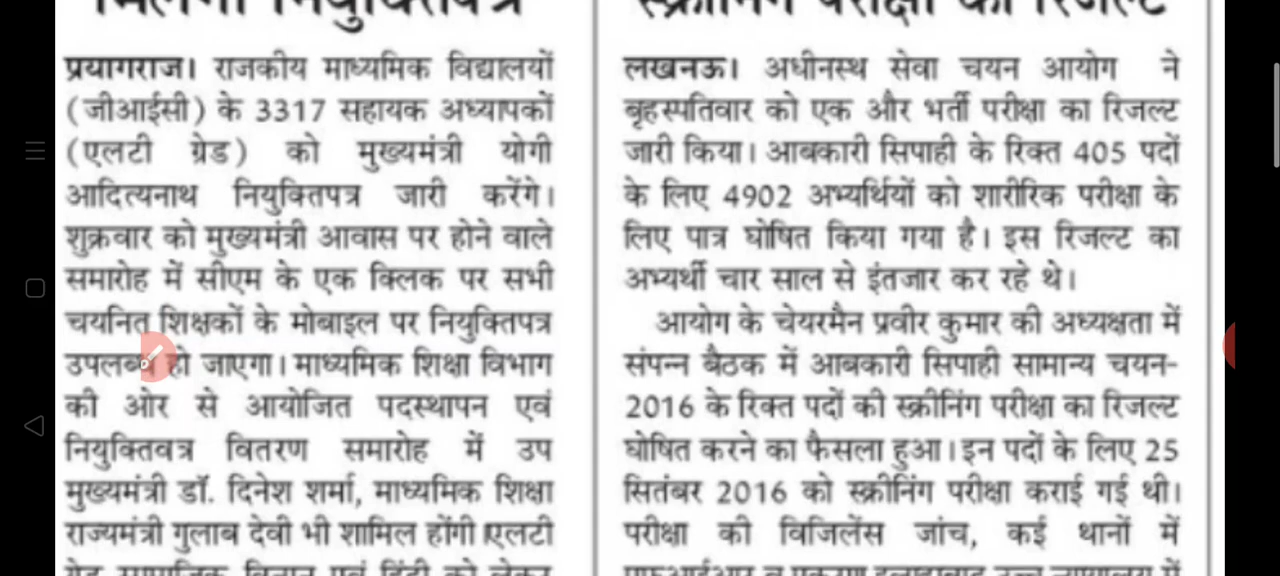 मिलेगा नियुक्तिपत्र
प्रयागराज। राजकीय माध्यमिक विद्यालयों
(जीआईसी) के 3317 सहायक अध्यापकों
(एलटी ग्रेड) को मुख्यमंत्री योगी
आदित्यनाथ नियुक्तिपत्र जारी करेंगे।
शुक्रवार को मुख्यमंत्री आवास पर होने वाले
समारोह में सीएम के एक क्लिक पर सभी
चयनित शिक्षकों के मोबाइल पर नियुक्तिपत्र
उपलब्ध हो जाएगा। माध्यमिक शिक्षा विभाग
की ओर से आयोजित पदस्थापन एवं
नियुक्तिवत्र वितरण समारोह में उप
मुख्यमंत्री डॉ. दिनेश शर्मा, माध्यमिक शिक्षा
राज्यमंत्री गुलाब देवी भी शामिल होंगी एलटी
स्क्रीनिंग परीक्षा का रिजल्ट
लखनऊ। अधीनस्थ सेवा चयन आयोग ने
बृहस्पतिवार को एक और भर्ती परीक्षा का रिजल्ट
जारी किया। आबकारी सिपाही के रिक्त 405 पदों
के लिए 4902 अभ्यर्थियों को शारीरिक परीक्षा के
लिए पात्र घोषित किया गया है। इस रिजल्ट का
अभ्यर्थी चार साल से इंतजार कर रहे थे।
आयोग के चेयरमैन प्रवीर कुमार की अध्यक्षता में
संपन्न बैठक में आबकारी सिपाही सामान्य चयन-
2016 के रिक्त पदों की स्क्रीनिंग परीक्षा का रिजल्ट
घोषित करने का फैसला हुआ। इन पदों के लिए 25
सितंबर 2016 को स्क्रीनिंग परीक्षा कराई गई थी।
परीक्षा की विजिलेंस जांच, कई थानों में